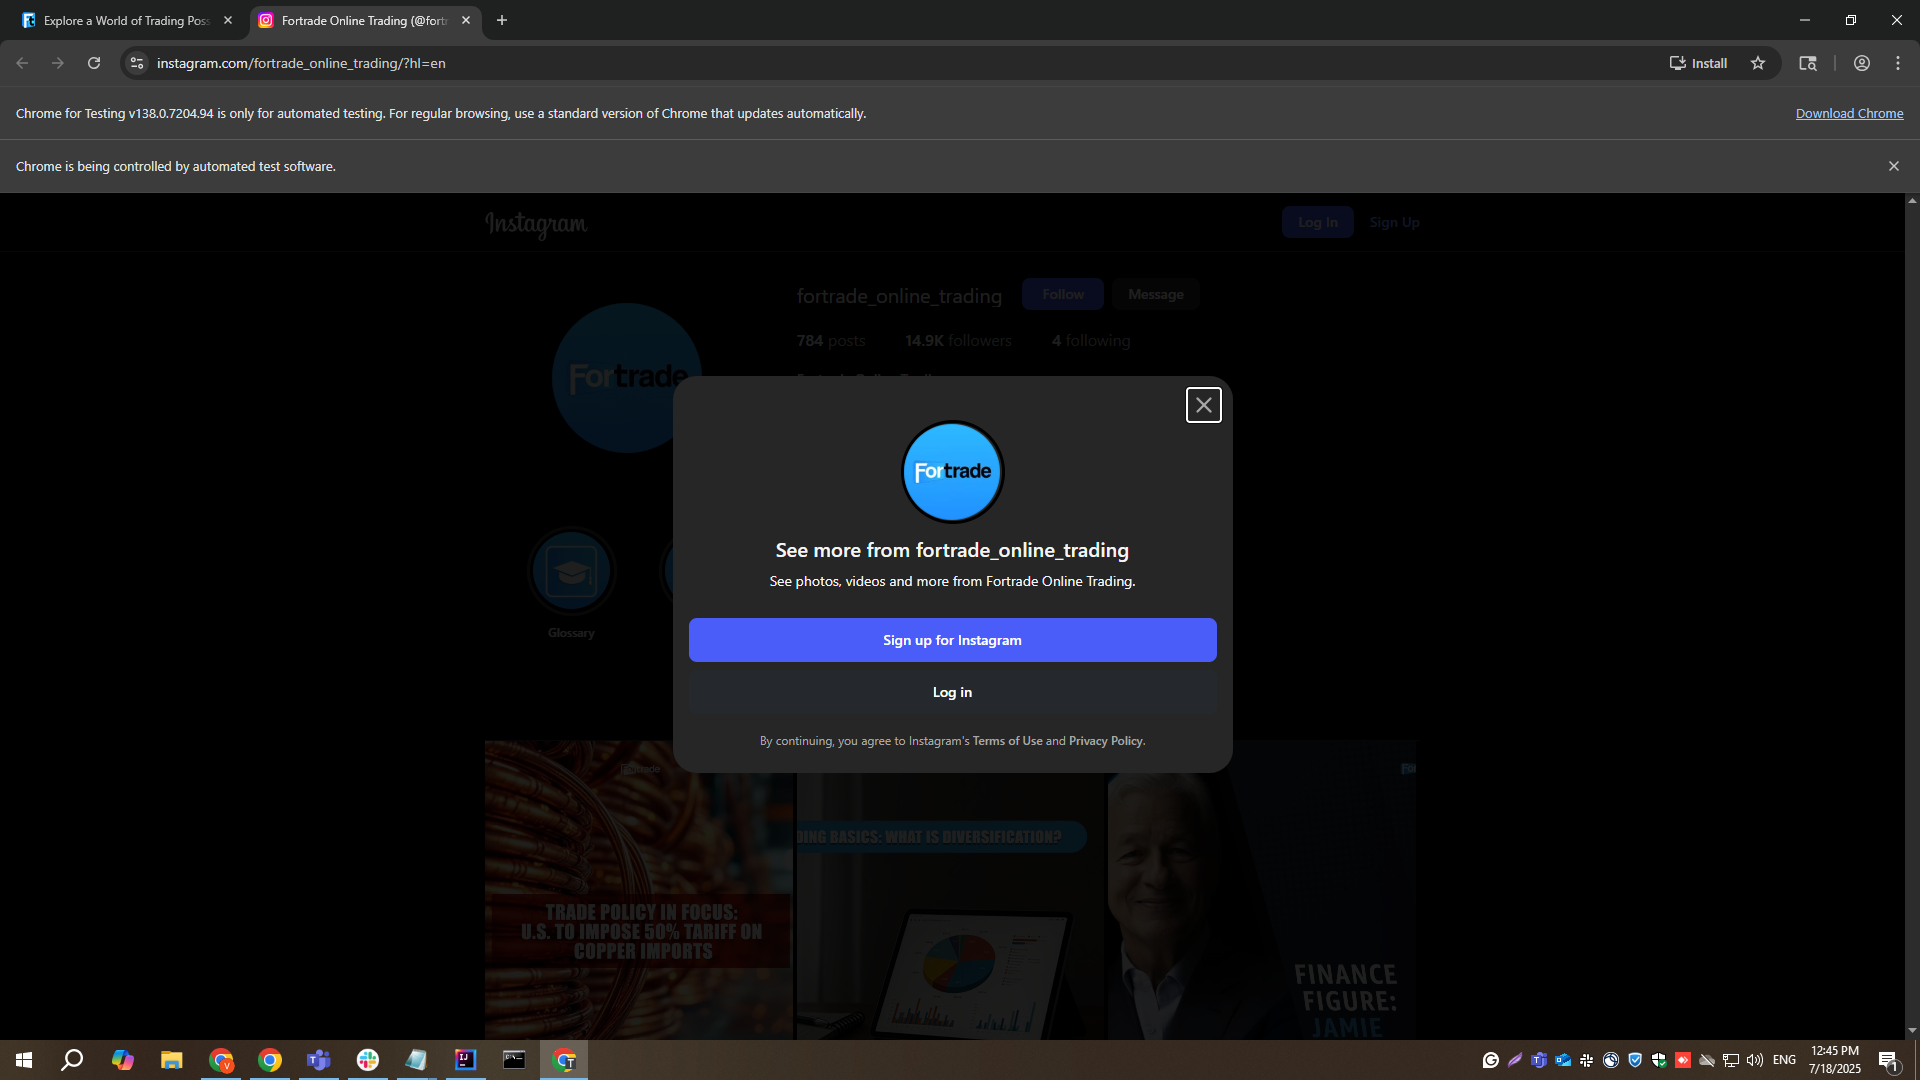 Explore a World of Trading Pos
Fortrade Online Trading (@fort
instagram.com/fortrade_online_trading/?hl=en
Install
Chrome for Testing v138.0.7204.94 is only for automated testing. For regular browsing, use a standard version of Chrome that updates automatically.
Download Chrome
Chrome is being controlled by automated test software.
Instagram
Log In
Sign Up
fortrade_online_trading
Follow
Message
784 posts
14.9K followers
4 following
Fortrade
Fortrade
See more from fortrade_online_trading
See photos, videos and more from Fortrade Online Trading.
Glossary
Sign up for Instagram
Log in
By continuing, you agree to Instagram's Terms of Use and Privacy Policy.
Fortrade
DING BASICS: WHAT IS DIVERSIFICATION?
TRADE POLICY IN FOCUS:
U.S. TO IMPOSE 50% TARIFF ON
COPPER IMPORTS
FINANCE
FIGURE:
JAMIE
ENG
12:45 PM
7/18/2025
1